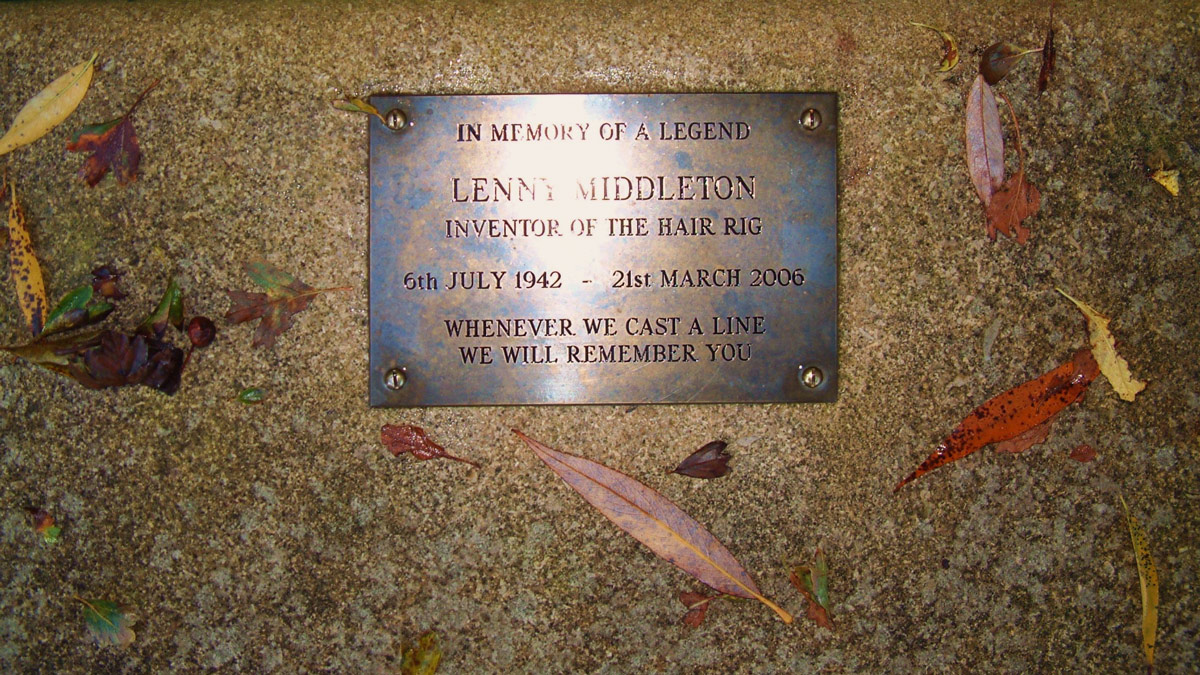 IN MEMORY OF A LEGEND
LENNY MIDDLETON
INVENTOR OF THE HAIR RIG
6th JULY 1942 - 21st MARCH 2006
WHENEVER WE CAST A LINE
WE WILL REMEMBER YOU